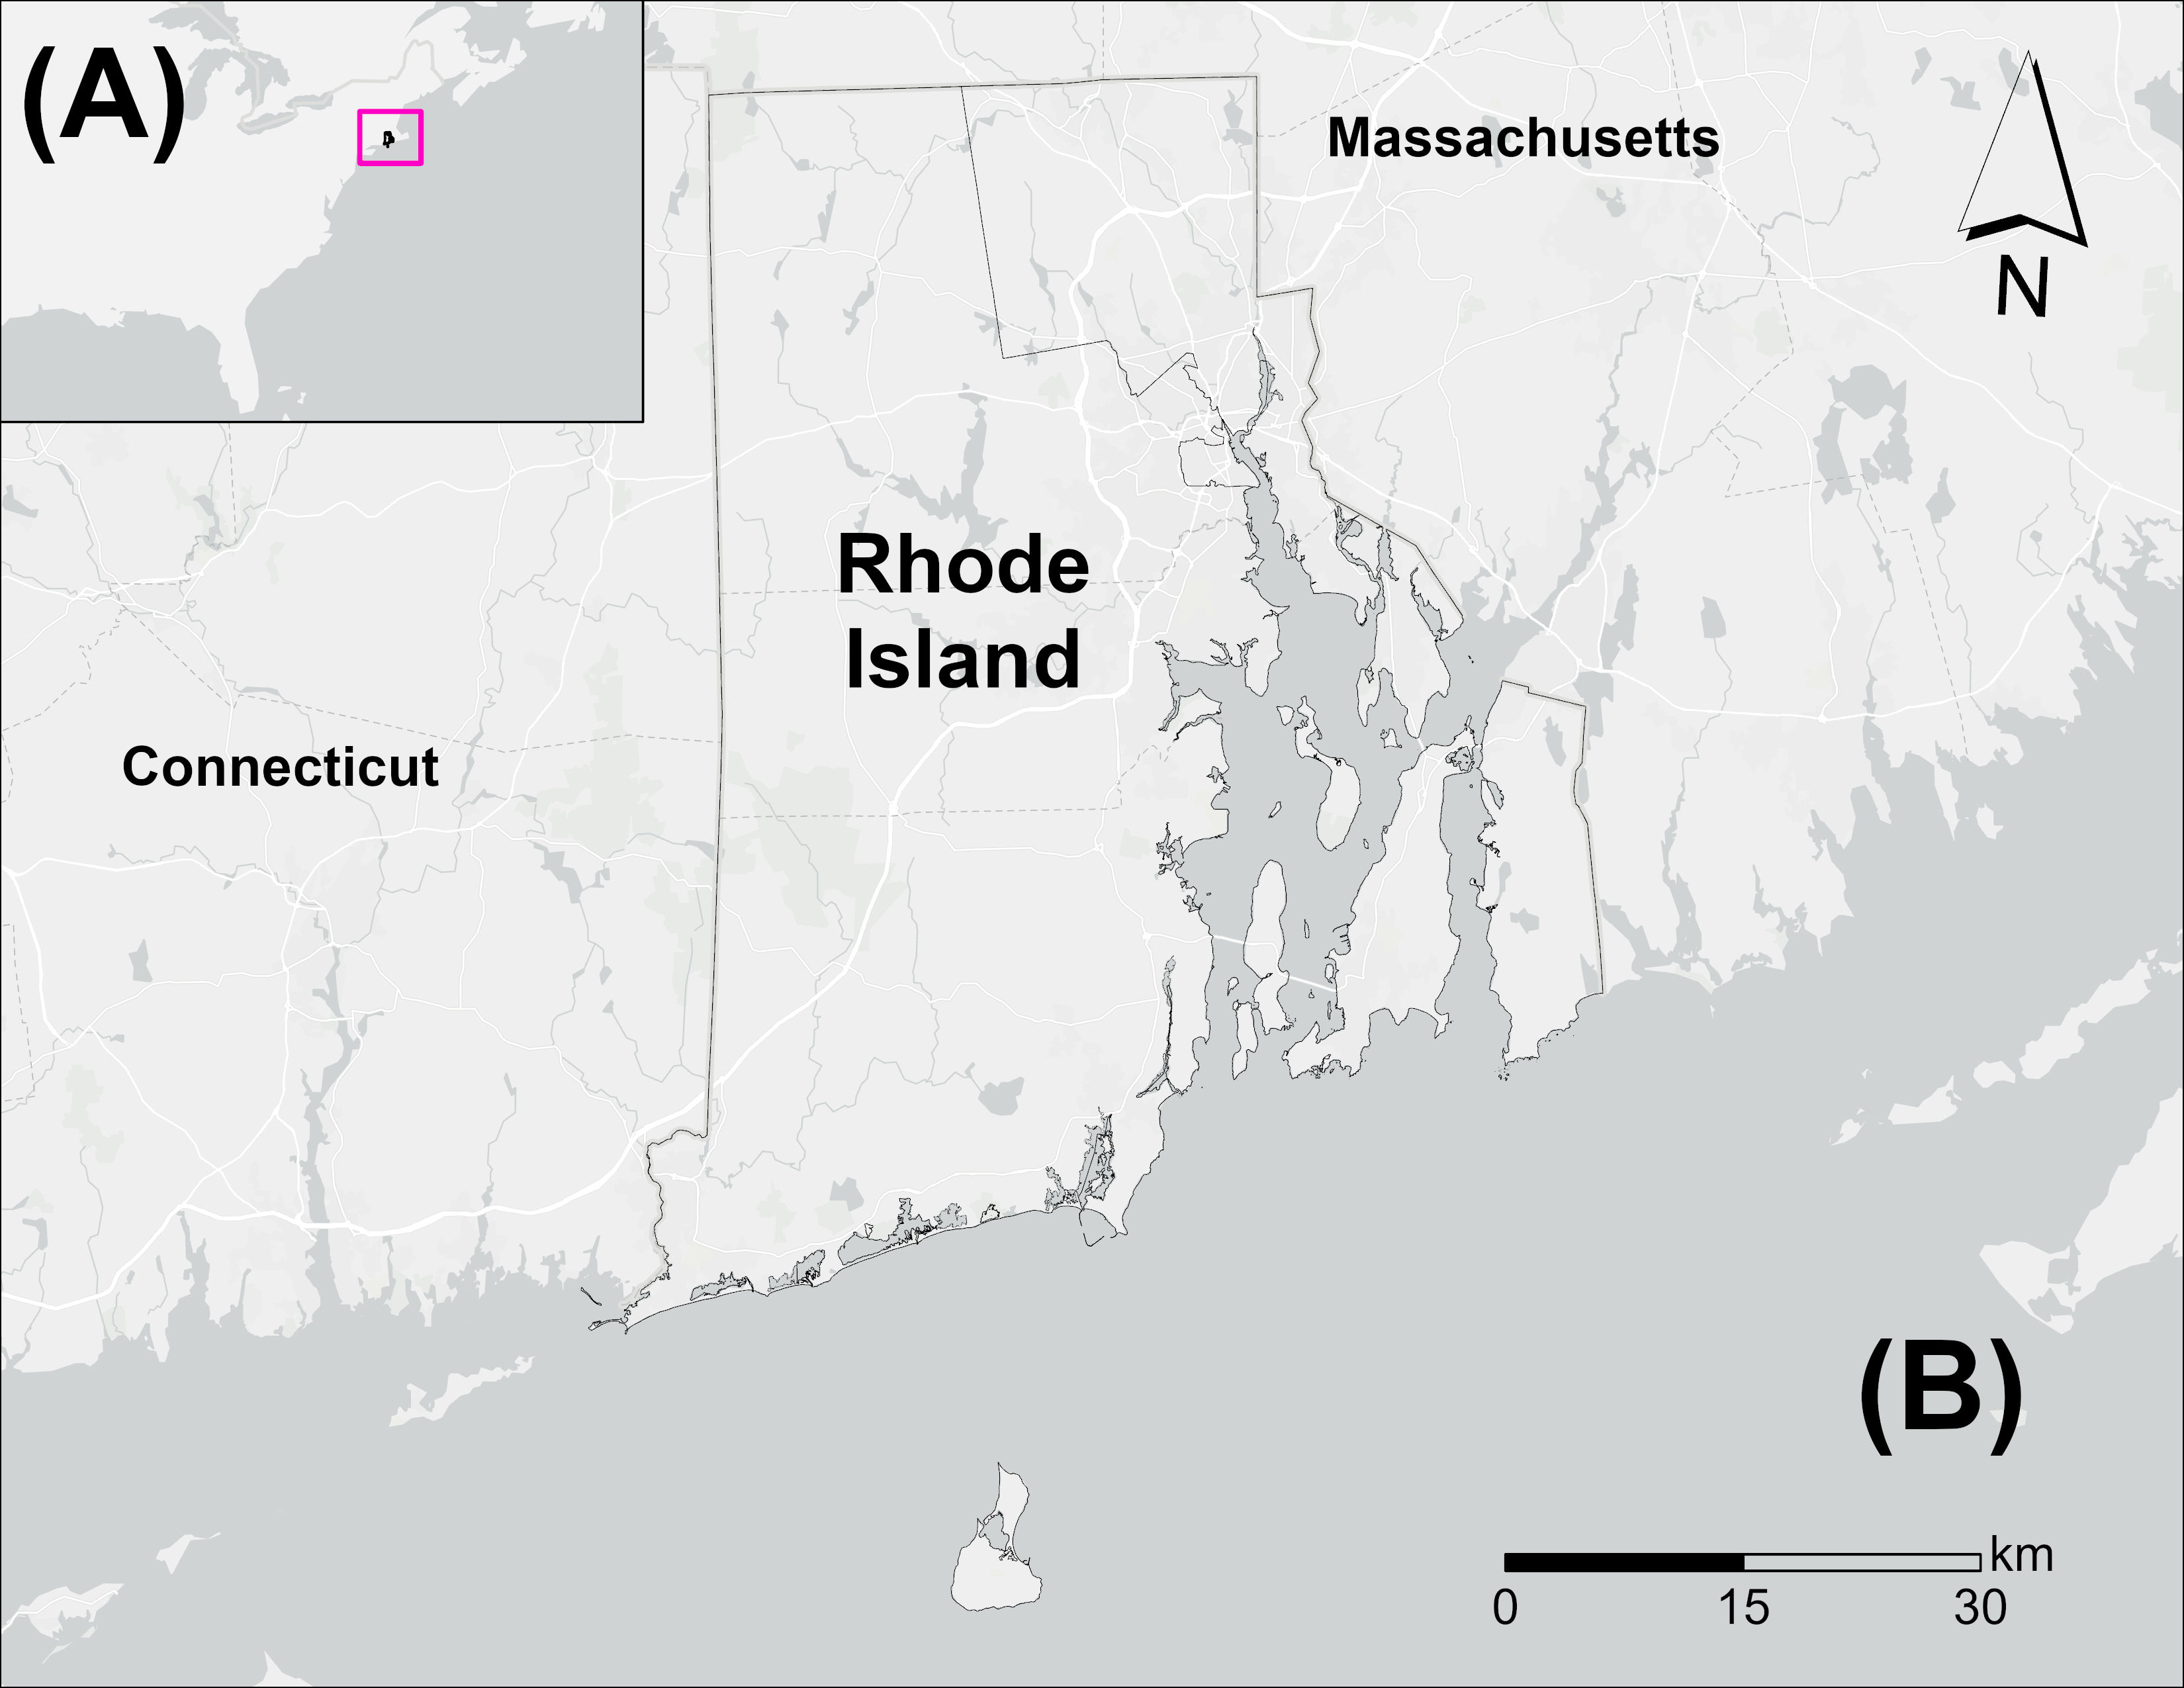 (A)
Massachusetts
N
Rhode
Island
Connecticut
(B)
km
0 15 30